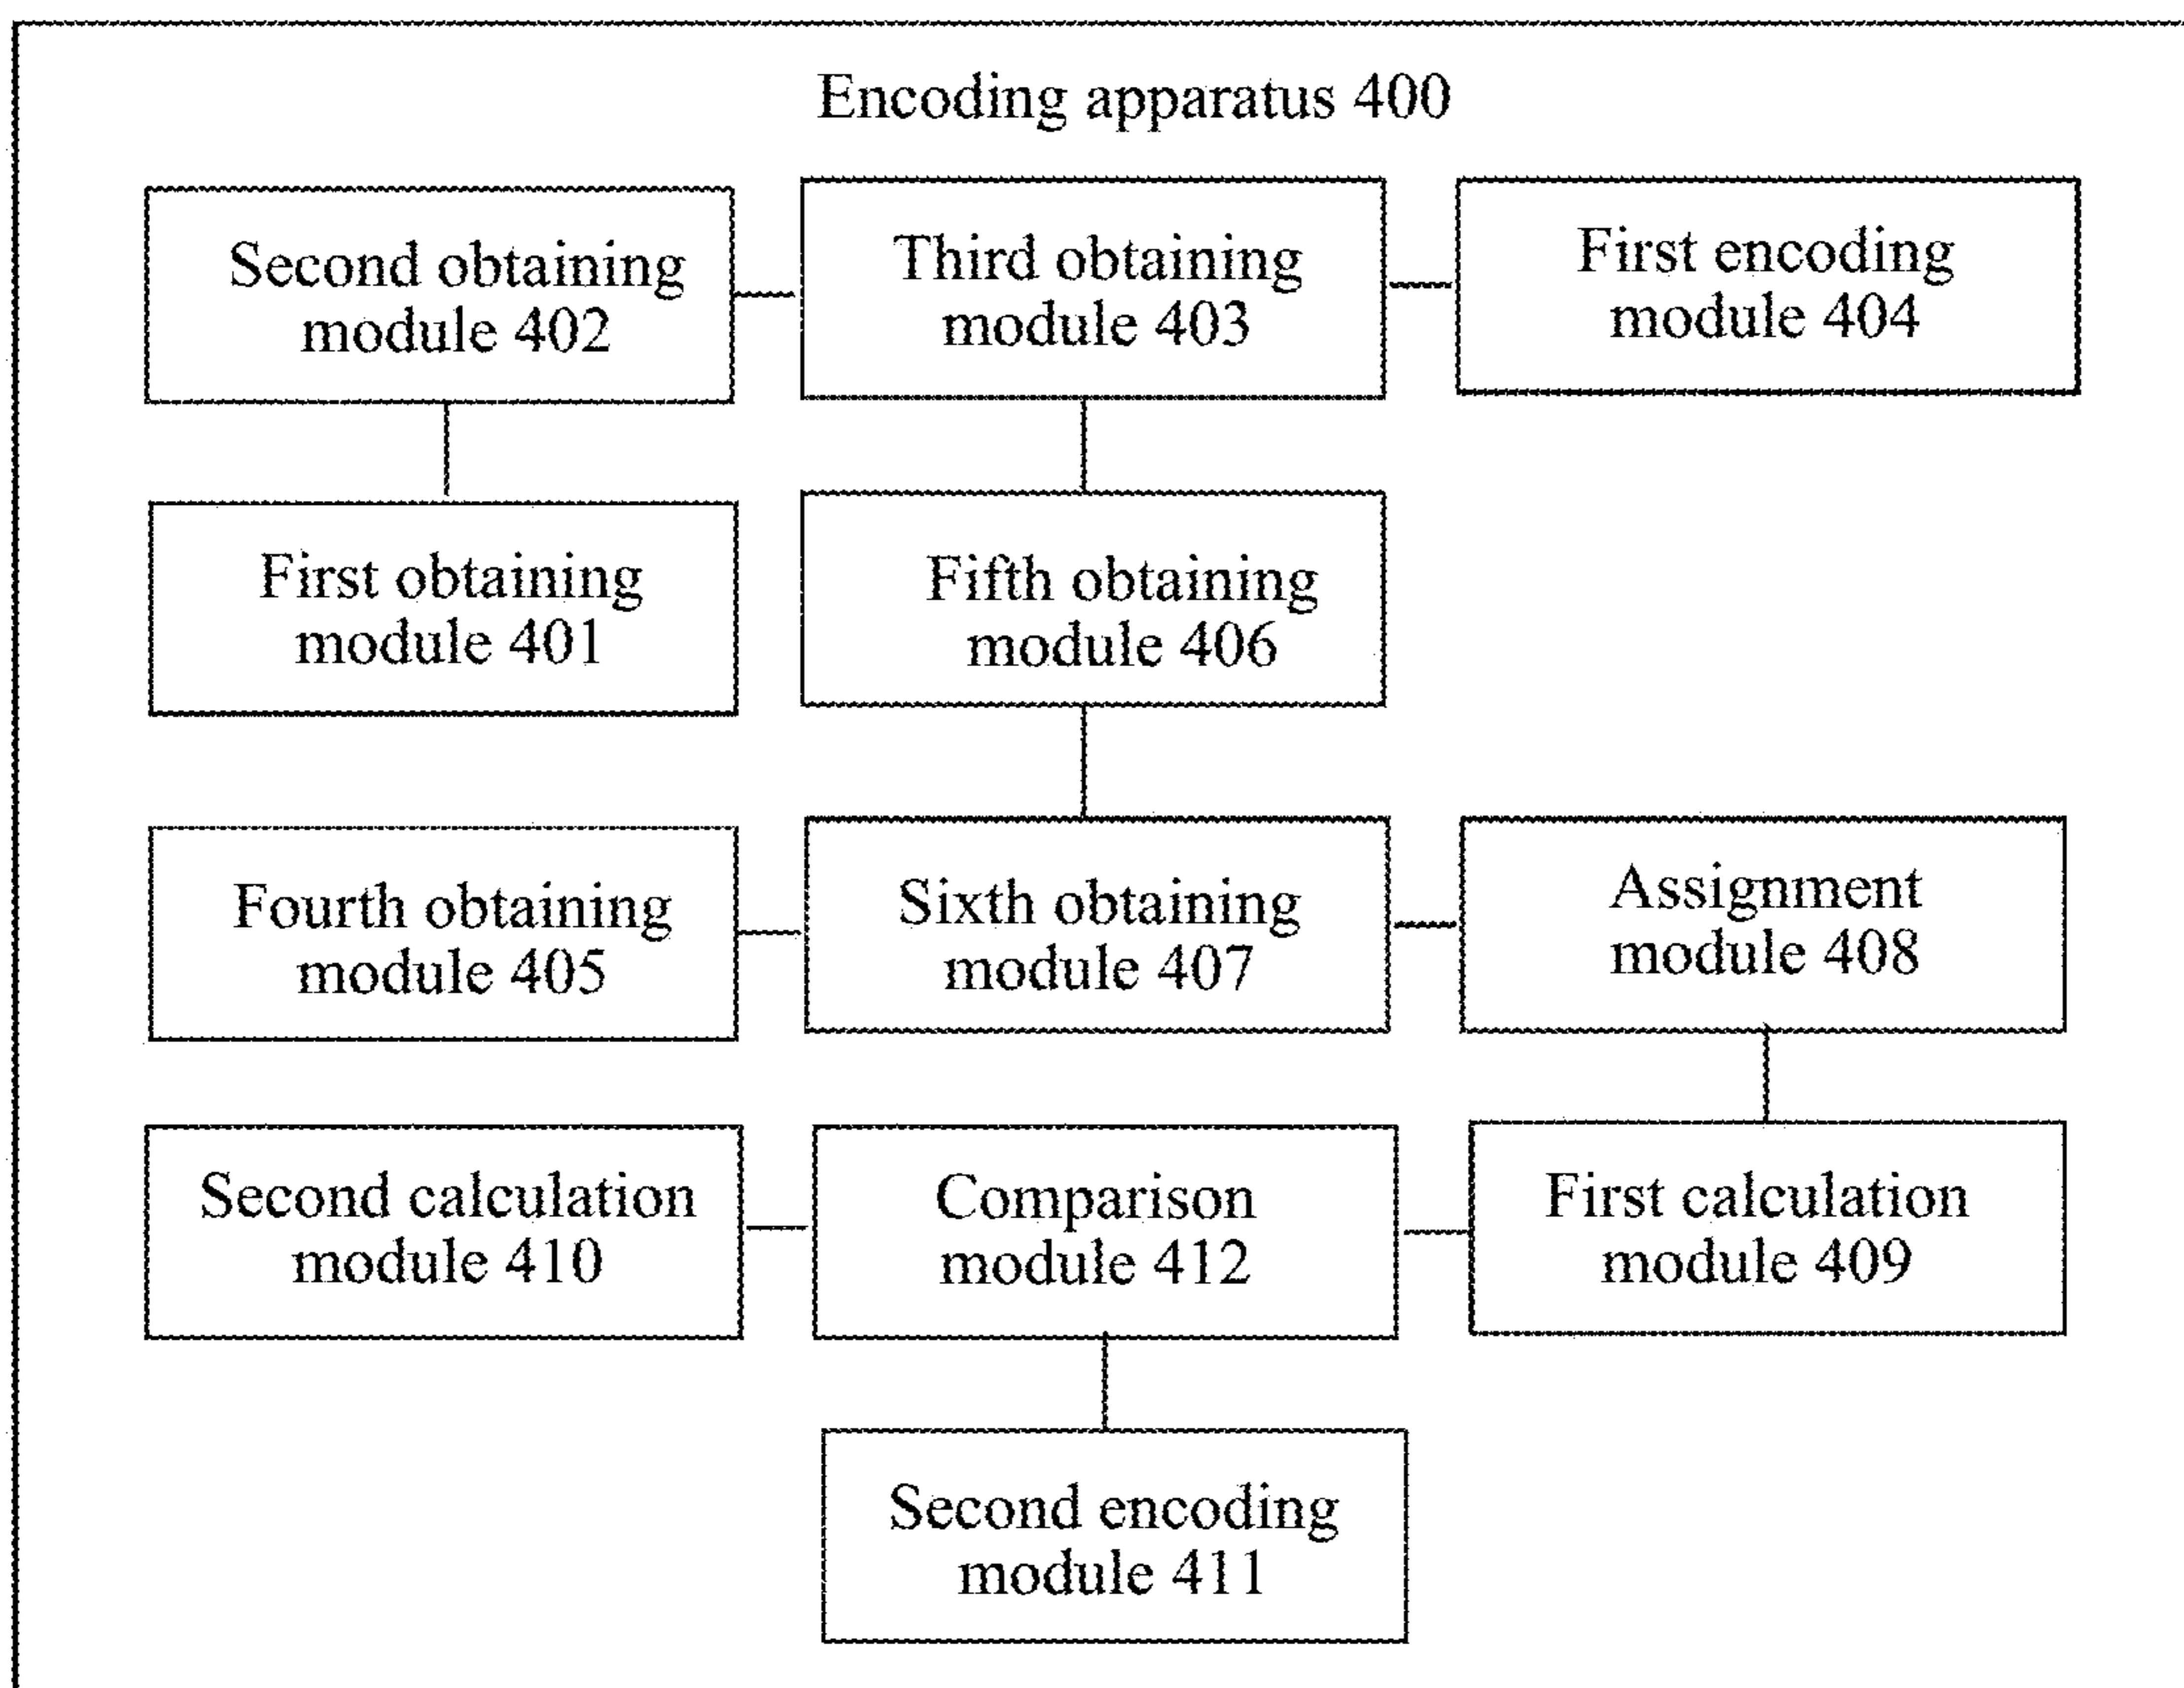 Encoding apparatus 400
Second obtaining
module 402
Third obtaining
module 403
First encoding
module 404
First obtaining
module 401
Fifth obtaining
module 406
Fourth obtaining
module 405
Sixth obtaining
module 407
Assignment
module 408
Second calculation
module 410
Comparison
module 412
First calculation
module 409
Second encoding
module 411